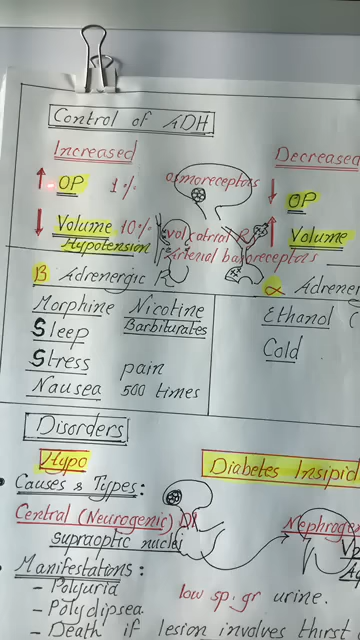 Control of ADH
Increased
Decreased
↑ OP 1%
osmoreceptors
↓ OP
↓ Volume 10%
Hypotension
↑ Volume
arterial baroreceptors
B Adrenergic R
α Adrener
Morphine Nicotine
Barbiturates
Ethanol (
Sleep
Cold
Stress pain
Nausea 500 times
Disorders
Hypo
Diabetes Insipid
• Causes & Types:
Central (Neurogenic) DI
Nephroge
supraoptic nuclei
• Manifestations:
– Polyuria low sp. gr urine.
– Polydipsea
– Death if lesion involves thirst